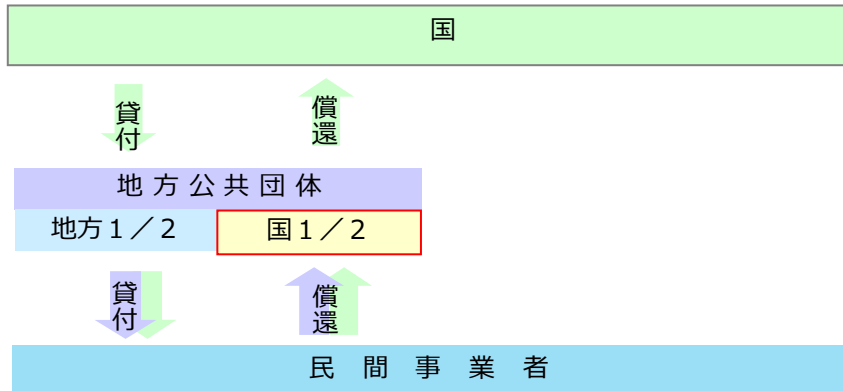 国
貸付 償還
地方公共団体
地方１／２ 国１／２
貸付 償還
民間事業者